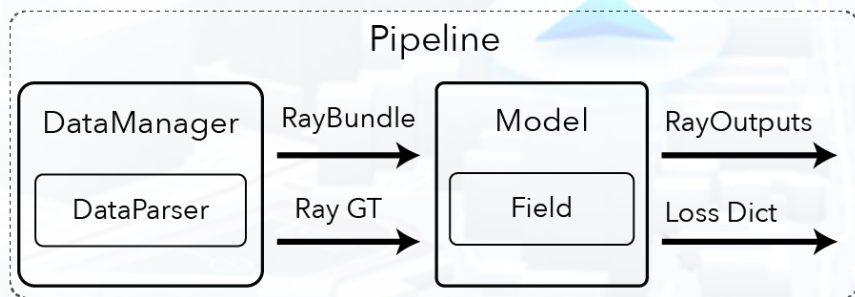 Pipeline
DataManager
DataParser
RayBundle
Ray GT
Model
Field
RayOutputs
Loss Dict